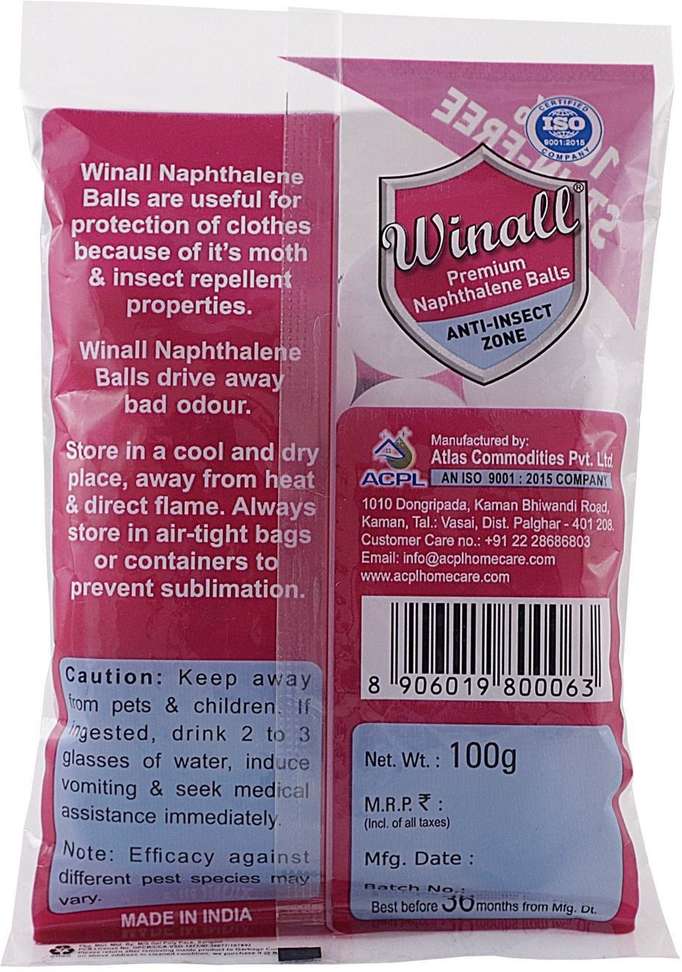 Winall Naphthalene
Balls are useful for
protection of clothes
because of it's moth
& insect repellent
properties.
Winall Naphthalene
Balls drive away
bad odour.
Store in a cool and dry
place, away from heat
& direct flame. Always
store in air-tight bags
or containers to
prevent sublimation.
Caution: Keep away
from pets & children. If
ingested, drink 2 to 3
glasses of water, induce
vomiting & seek medical
assistance immediately.
Note: Efficacy against
different pest species may
vary.
MADE IN INDIA
CERTIFIED
ISO
9001:2015
COMPANY
Winall®
Premium
Naphthalene Balls
ANTI-INSECT
ZONE
ACPL
Manufactured by:
Atlas Commodities Pvt. Ltd.
AN ISO 9001 : 2015 COMPANY
1010 Dongripada, Kaman Bhiwandi Road,
Kaman, Tal.: Vasai, Dist. Palghar - 401 208.
Customer Care no.: +91 22 28686803
Email: info@acplhomecare.com
www.acplhomecare.com
8 906019 800063
Net. Wt. : 100g
M.R.P. ₹ :
(Incl. of all taxes)
Mfg. Date :
Batch No.:
Best before 36 months from Mfg. Dt.